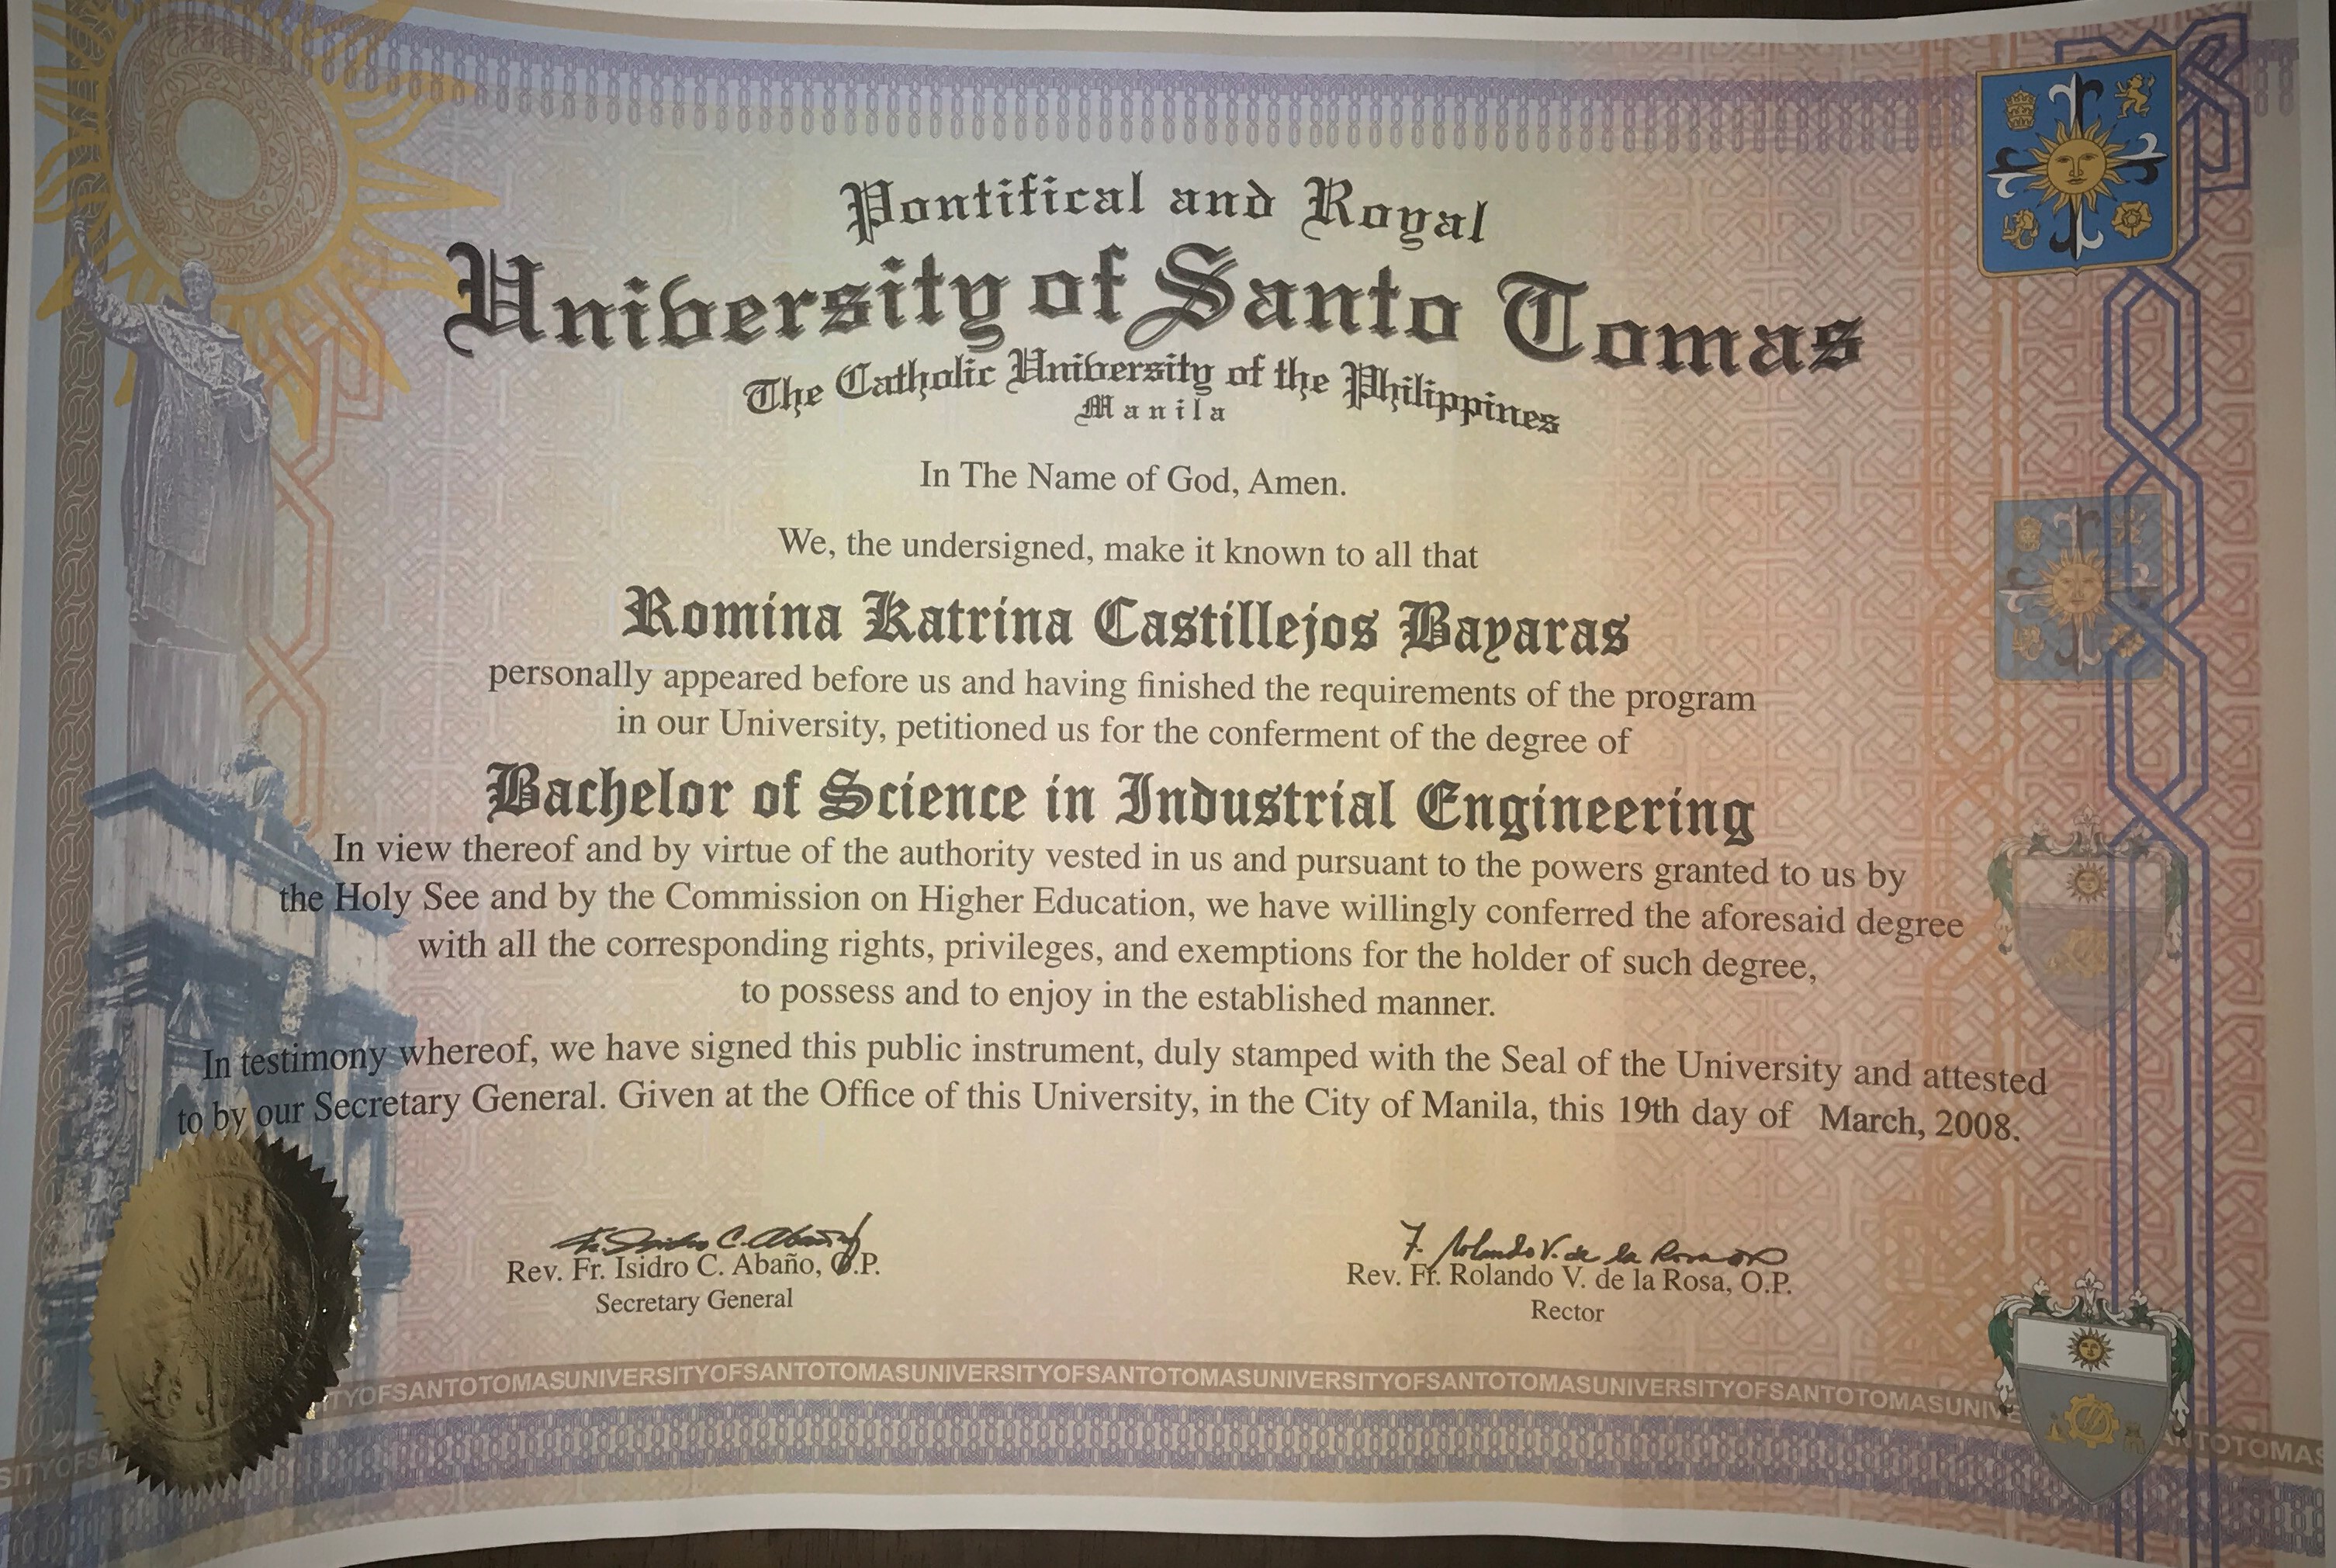 Pontifical and Royal
University of Santo Tomas
The Catholic University of the Philippines
Manila
In The Name of God, Amen.
We, the undersigned, make it known to all that
Romina Katrina Castillejos Bayaras
personally appeared before us and having finished the requirements of the program
in our University, petitioned us for the conferment of the degree of
Bachelor of Science in Industrial Engineering
In view thereof and by virtue of the authority vested in us and pursuant to the powers granted to us by
the Holy See and by the Commission on Higher Education, we have willingly conferred the aforesaid degree
with all the corresponding rights, privileges, and exemptions for the holder of such degree,
to possess and to enjoy in the established manner.
In testimony whereof, we have signed this public instrument, duly stamped with the Seal of the University and attested
to by our Secretary General. Given at the Office of this University, in the City of Manila, this 19th day of March, 2008.
Fr. Isidro C. Abaño
Rev. Fr. Isidro C. Abaño, O.P.
Secretary General
F. Rolando V. de la Rosa OP
Rev. Fr. Rolando V. de la Rosa, O.P.
Rector
SITYOFSA TYOFSANTOTOMASUNIVERSITYOFSANTOTOMASUNIVERSITYOFSANTOTOMASUNIVERSITYOFSANTOTOMASUNIVERSITYOFSANTOTOMASUNIVE ANTOTOMAS